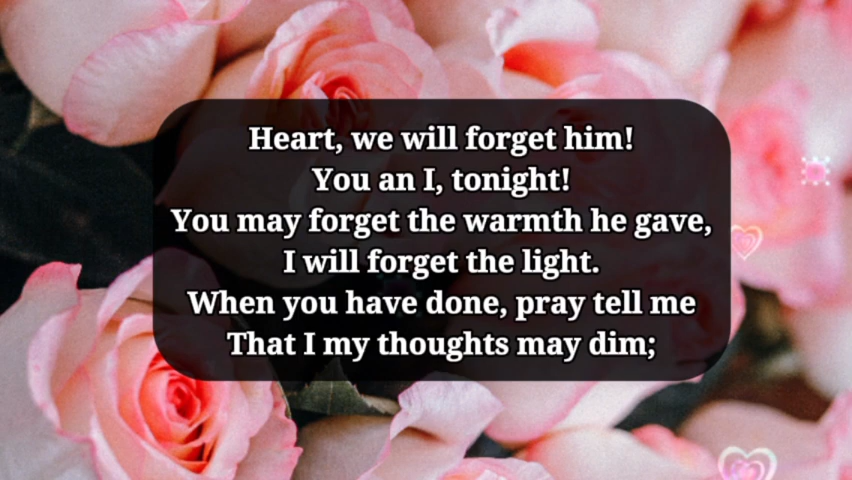 Heart, we will forget him!
You an I, tonight!
You may forget the warmth he gave,
I will forget the light.
When you have done, pray tell me
That I my thoughts may dim;